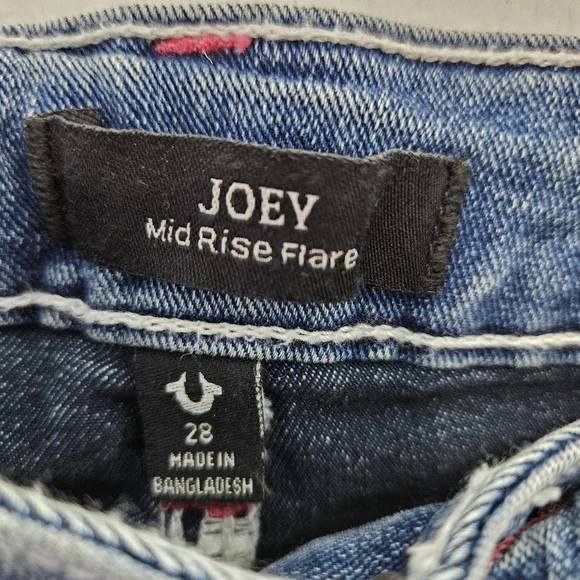 JOEY
Mid Rise Flare
28
MADE IN
BANGLADESH